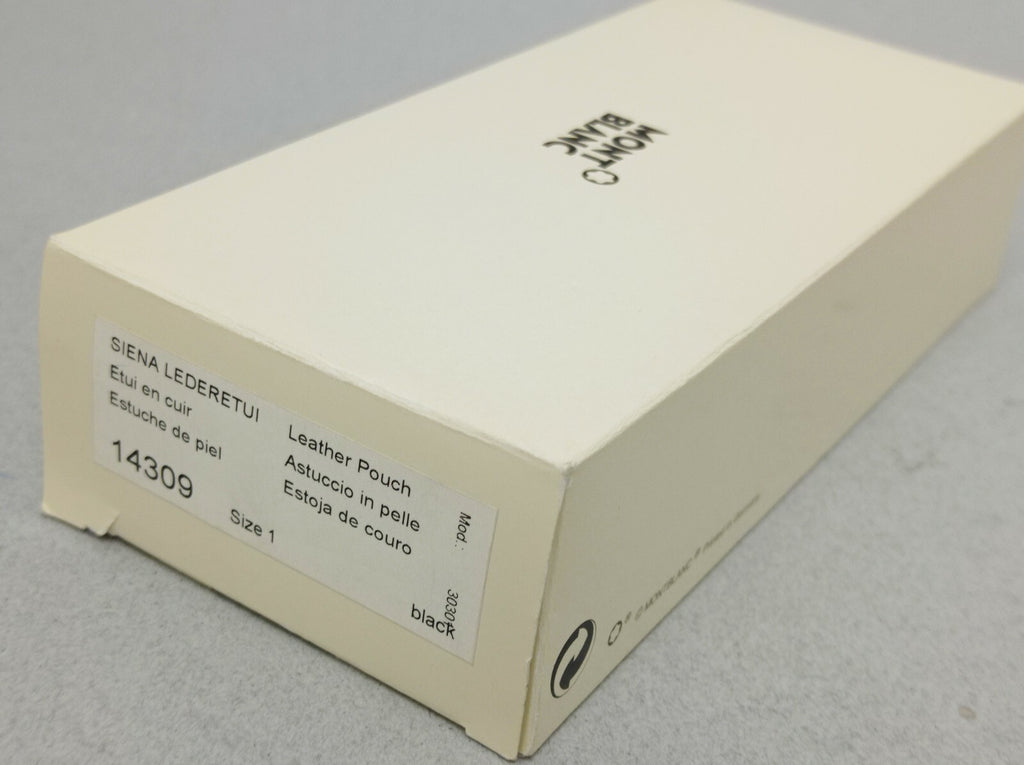 MONT
BLANC
SIENA LEDERETUI
Etui en cuir
Estuche de piel
14309
Size 1
Leather Pouch
Astuccio in pelle
Estoja de couro
Mod.:
black
© MONTBLANC ®